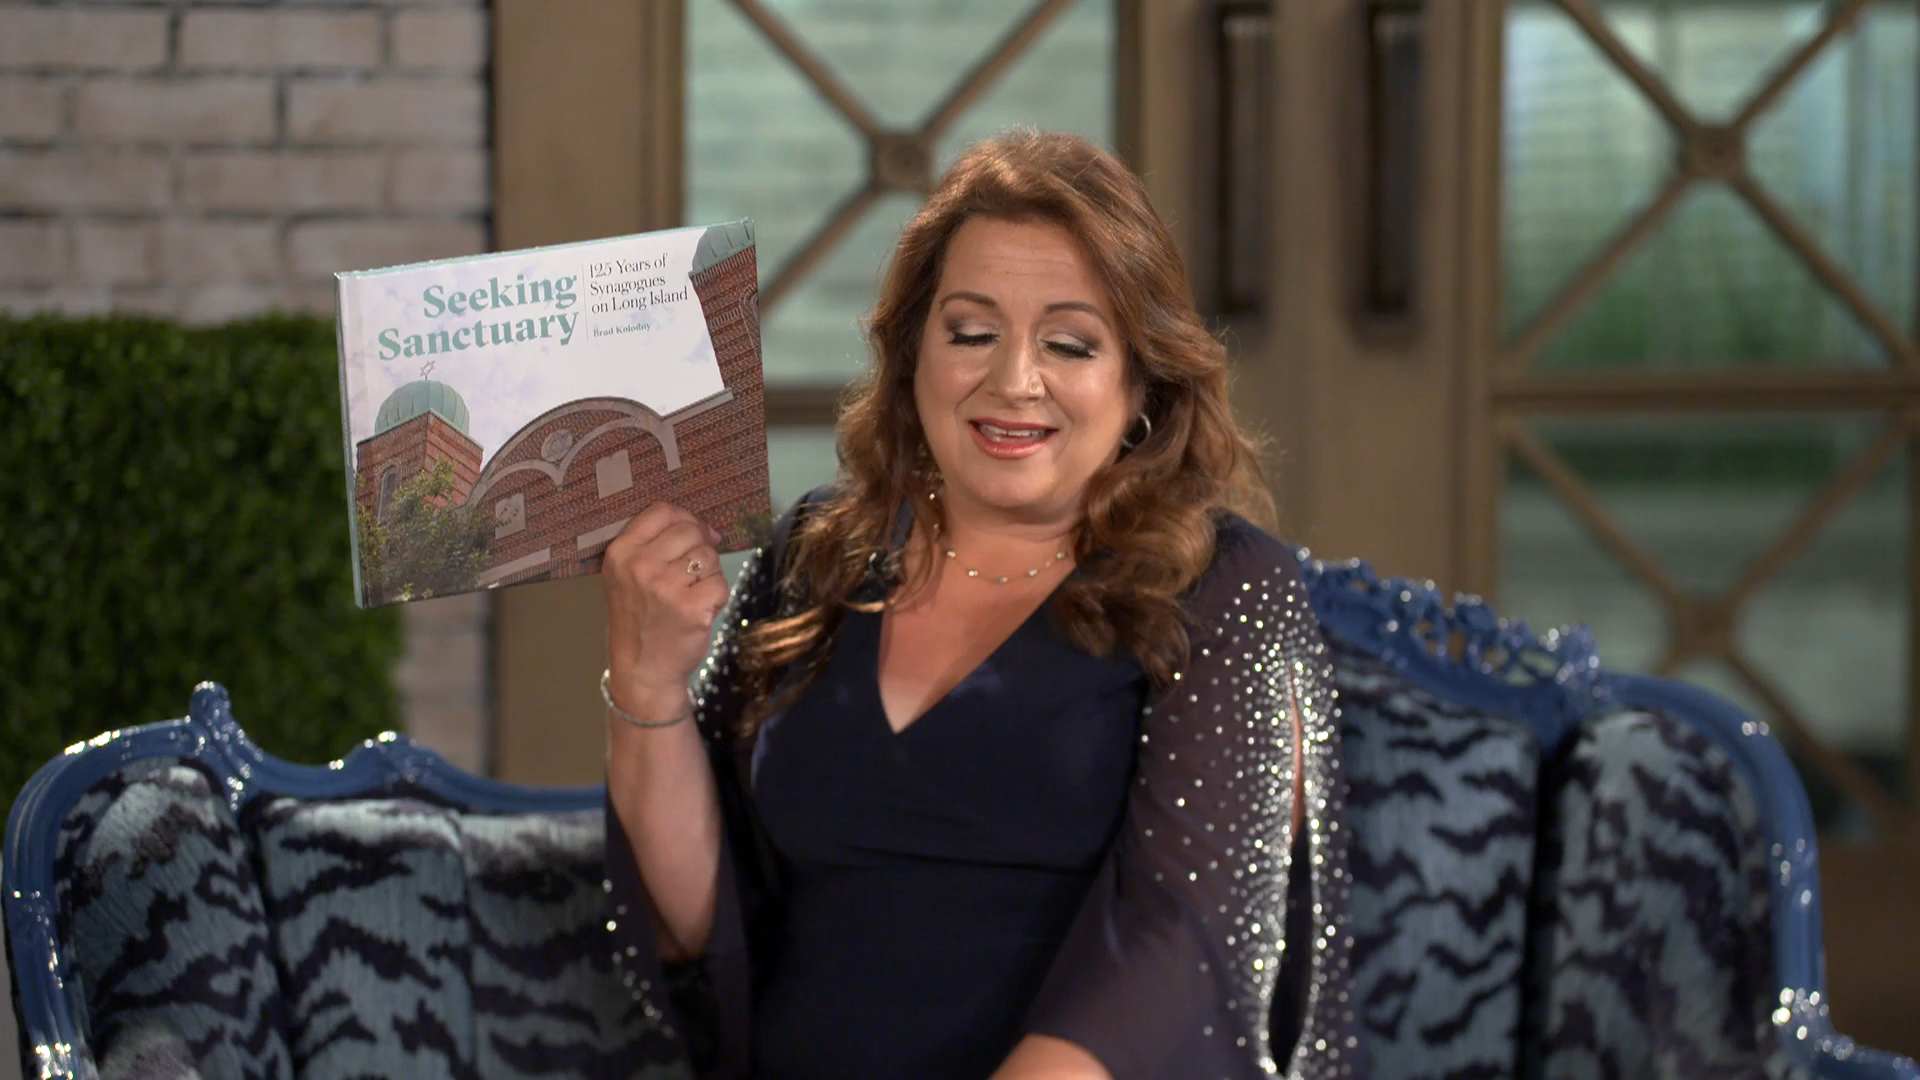 Seeking
Sanctuary
125 Years of
Synagogues
on Long Island
Brad Kolodny